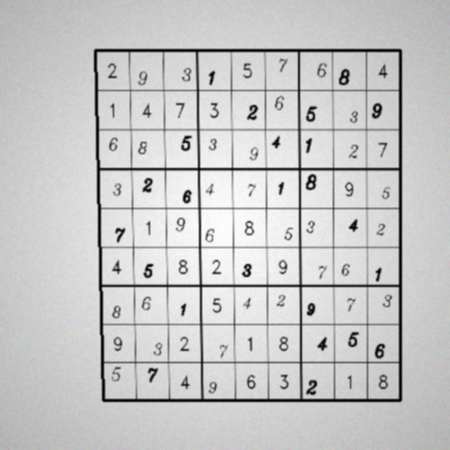 2 9 3 1 5 7 6 8 4
1 4 7 3 2 6 5 3 9
6 8 5 3 9 4 1 2 7
3 2 6 4 7 1 8 9 5
7 1 9 6 8 5 3 4 2
4 5 8 2 3 9 7 6 1
8 6 1 5 4 2 9 7 3
9 3 2 7 1 8 4 5 6
5 7 4 9 6 3 2 1 8